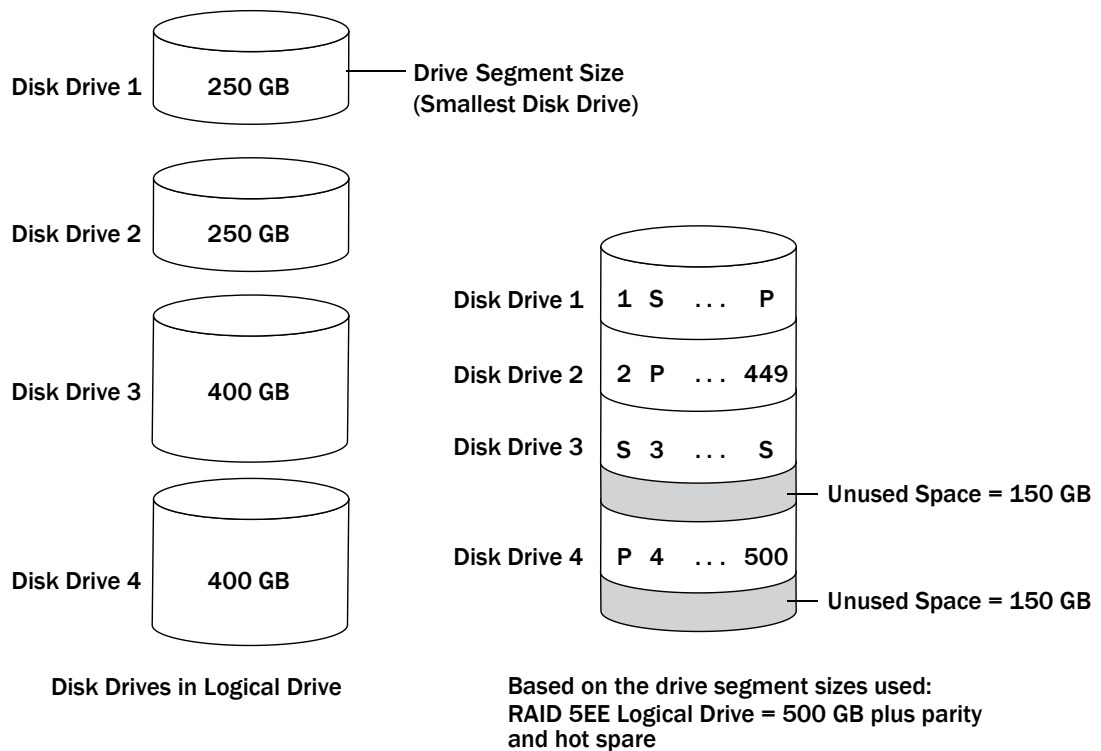 Disk Drive 1
250 GB
Drive Segment Size
(Smallest Disk Drive)
Disk Drive 2
250 GB
Disk Drive 3
400 GB
Disk Drive 4
400 GB
Disk Drives in Logical Drive
Disk Drive 1
1 S ... P
Disk Drive 2
2 P ... 449
Disk Drive 3
S 3 ... S
Unused Space = 150 GB
Disk Drive 4
P 4 ... 500
Unused Space = 150 GB
Based on the drive segment sizes used:
RAID 5EE Logical Drive = 500 GB plus parity
and hot spare